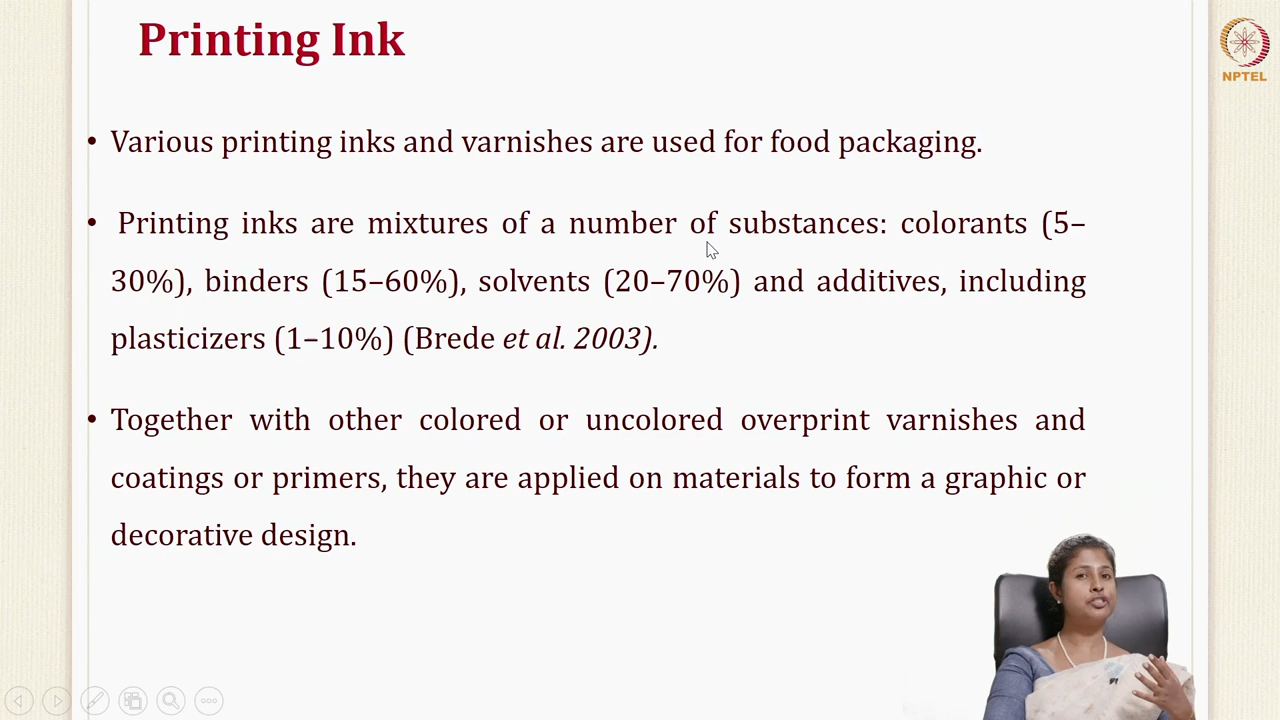 Printing Ink
NPTEL
• Various printing inks and varnishes are used for food packaging.
• Printing inks are mixtures of a number of substances: colorants (5–
30%), binders (15–60%), solvents (20–70%) and additives, including
plasticizers (1–10%) (Brede et al. 2003).
• Together with other colored or uncolored overprint varnishes and
coatings or primers, they are applied on materials to form a graphic or
decorative design.